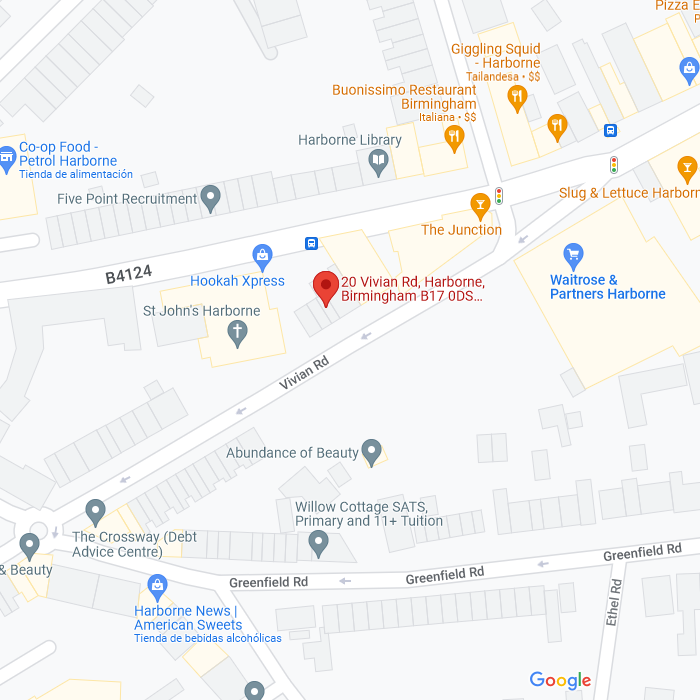 Pizza E
P
Giggling Squid
- Harborne
Tailandesa • $$
Buonissimo Restaurant
Birmingham
Italiana • $$
Harborne Library
Co-op Food -
Petrol Harborne
Tienda de alimentación
Five Point Recruitment
Slug & Lettuce Harborn
The Junction
B4124
Hookah Xpress
20 Vivian Rd, Harborne,
Birmingham B17 0DS...
Waitrose &
Partners Harborne
St John's Harborne
Vivian Rd
Abundance of Beauty
Willow Cottage SATS,
Primary and 11+ Tuition
The Crossway (Debt
Advice Centre)
& Beauty
Greenfield Rd
Greenfield Rd
Greenfield Rd
Ethel Rd
Harborne News |
American Sweets
Tienda de bebidas alcohólicas
Google